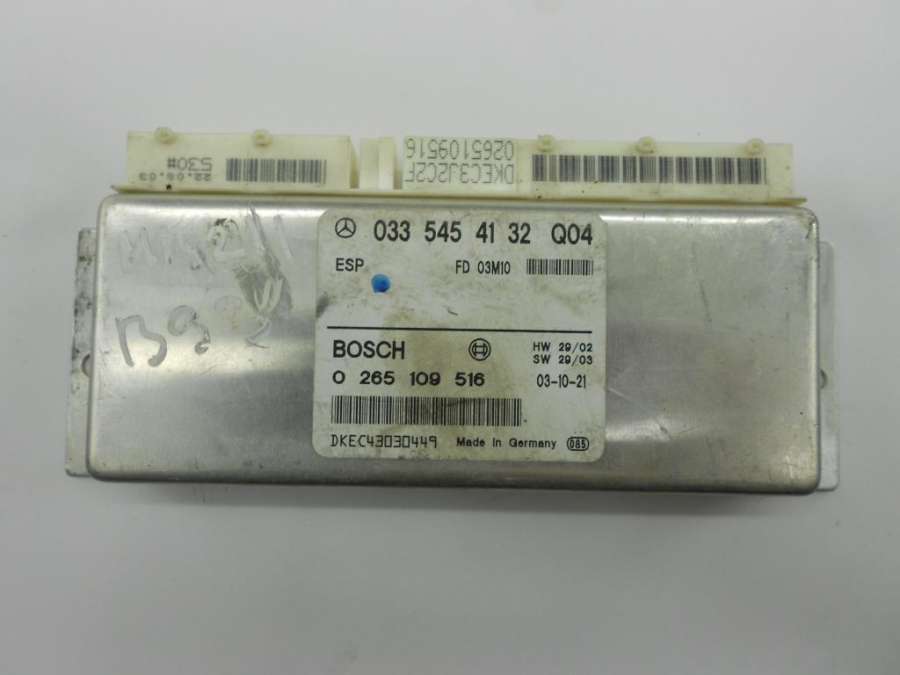 22.06.03
S30#
DKEC3J2C2F
0265109516
033 545 41 32 Q04
ESP
FD 03M10
BOSCH
HW 29/02
SW 29/03
0 265 109 516
03-10-21
DKEC43030449
Made in Germany
085